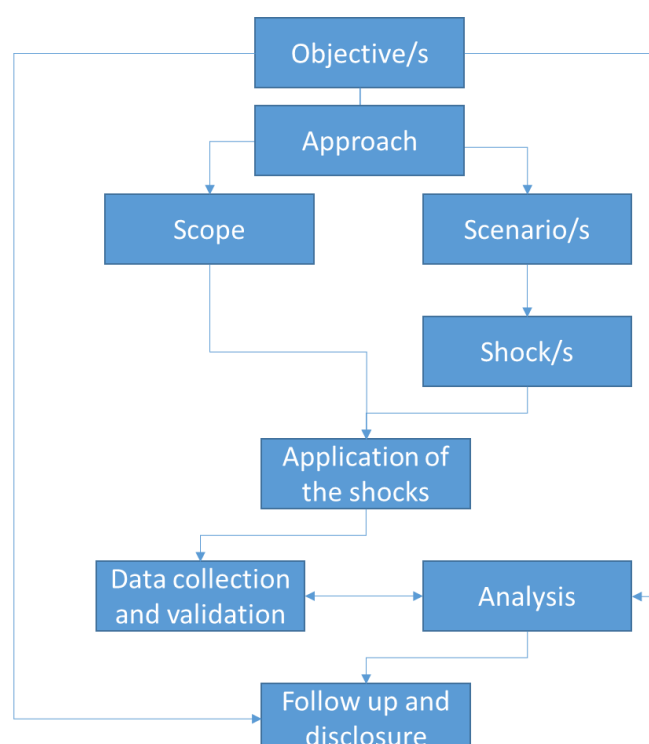 Objective/s
Approach
Scope
Scenario/s
Shock/s
Application of
the shocks
Data collection
and validation
Analysis
Follow up and
disclosure